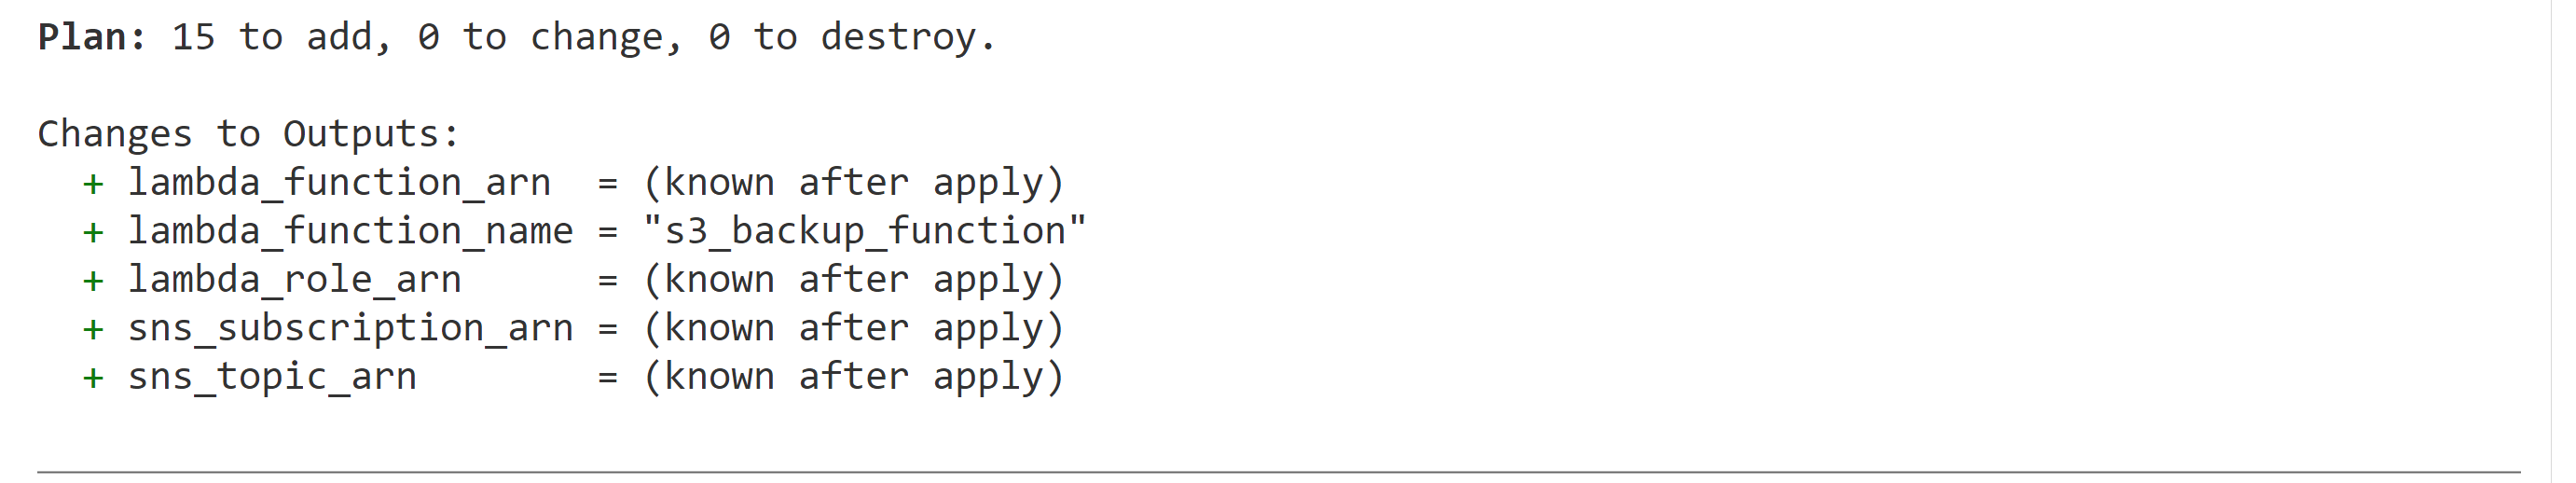 Plan: 15 to add, 0 to change, 0 to destroy.
Changes to Outputs:
+ lambda_function_arn = (known after apply)
+ lambda_function_name = "s3_backup_function"
+ lambda_role_arn = (known after apply)
+ sns_subscription_arn = (known after apply)
+ sns_topic_arn = (known after apply)